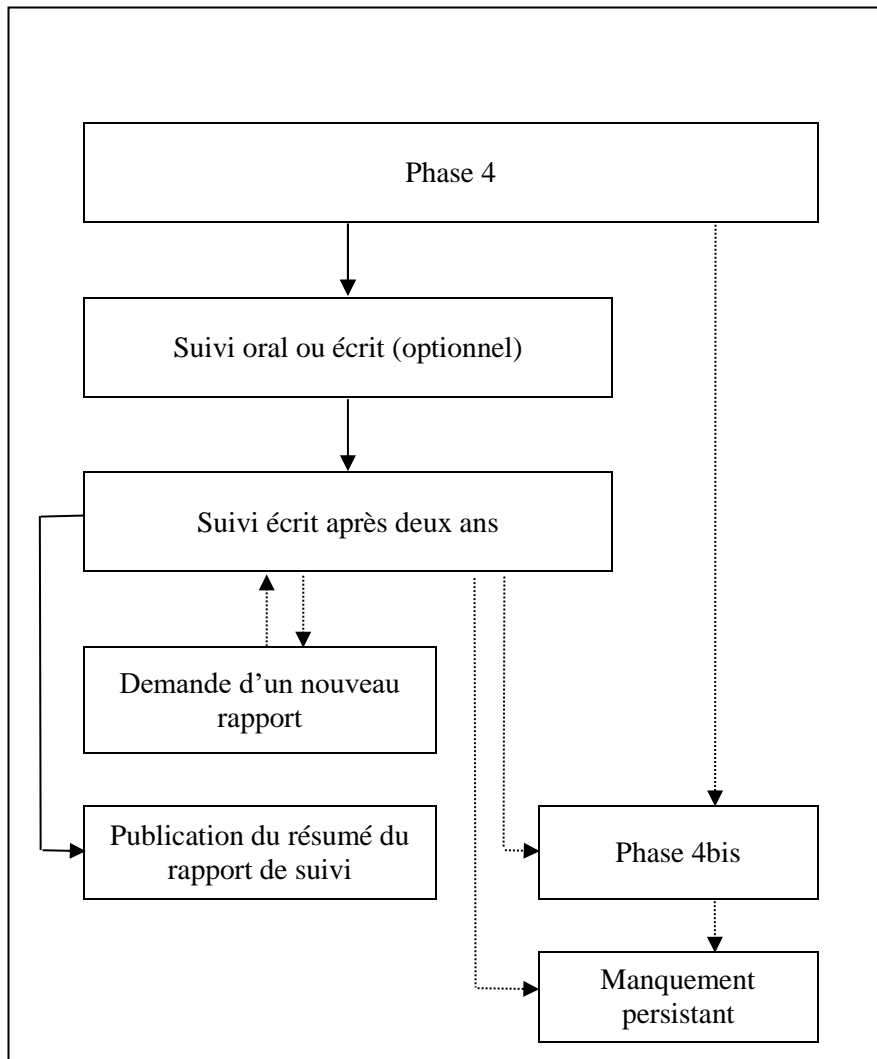 Phase 4
Suivi oral ou écrit (optionnel)
Suivi écrit après deux ans
Demande d’un nouveau
rapport
Publication du résumé du
rapport de suivi
Phase 4bis
Manquement
persistant